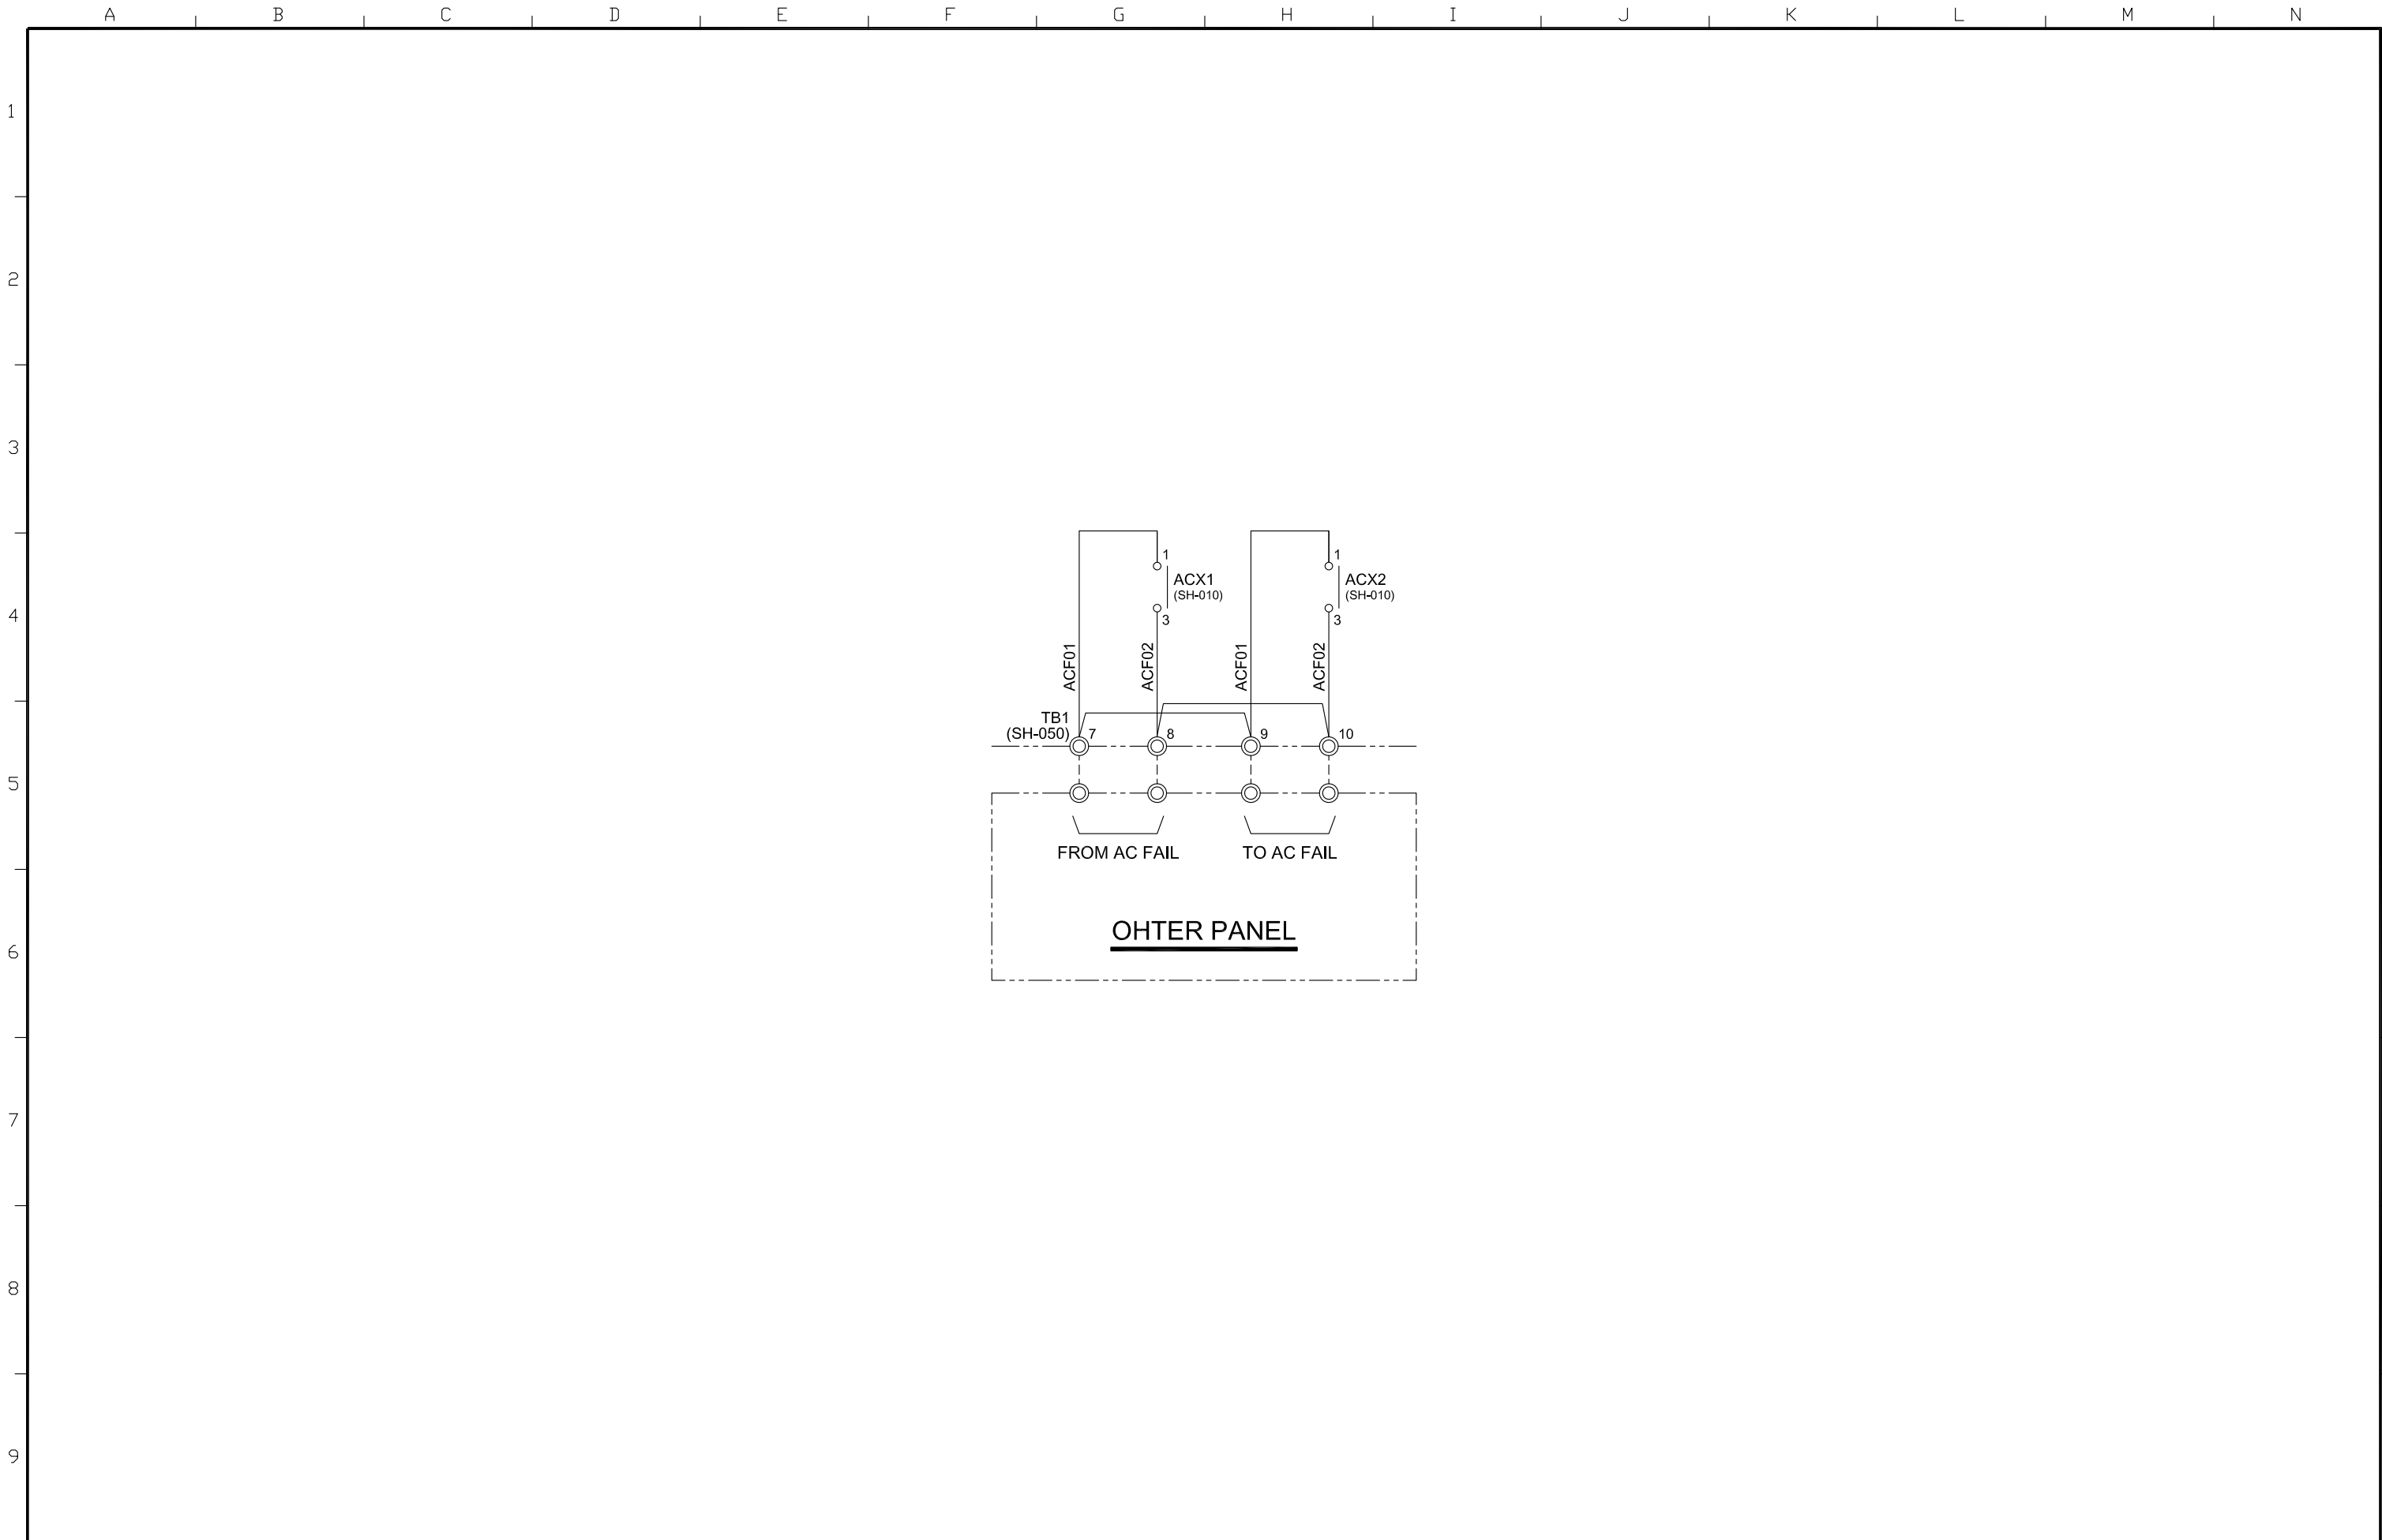 A B C D E F G H I J K L M N
1
2
3
1 1
ACX1 ACX2
(SH-010) (SH-010)
4
3 3
ACF01 ACF02 ACF01 ACF02
TB1
(SH-050) 7 8 9 10
5
FROM AC FAIL TO AC FAIL
OHTER PANEL
6
7
8
9